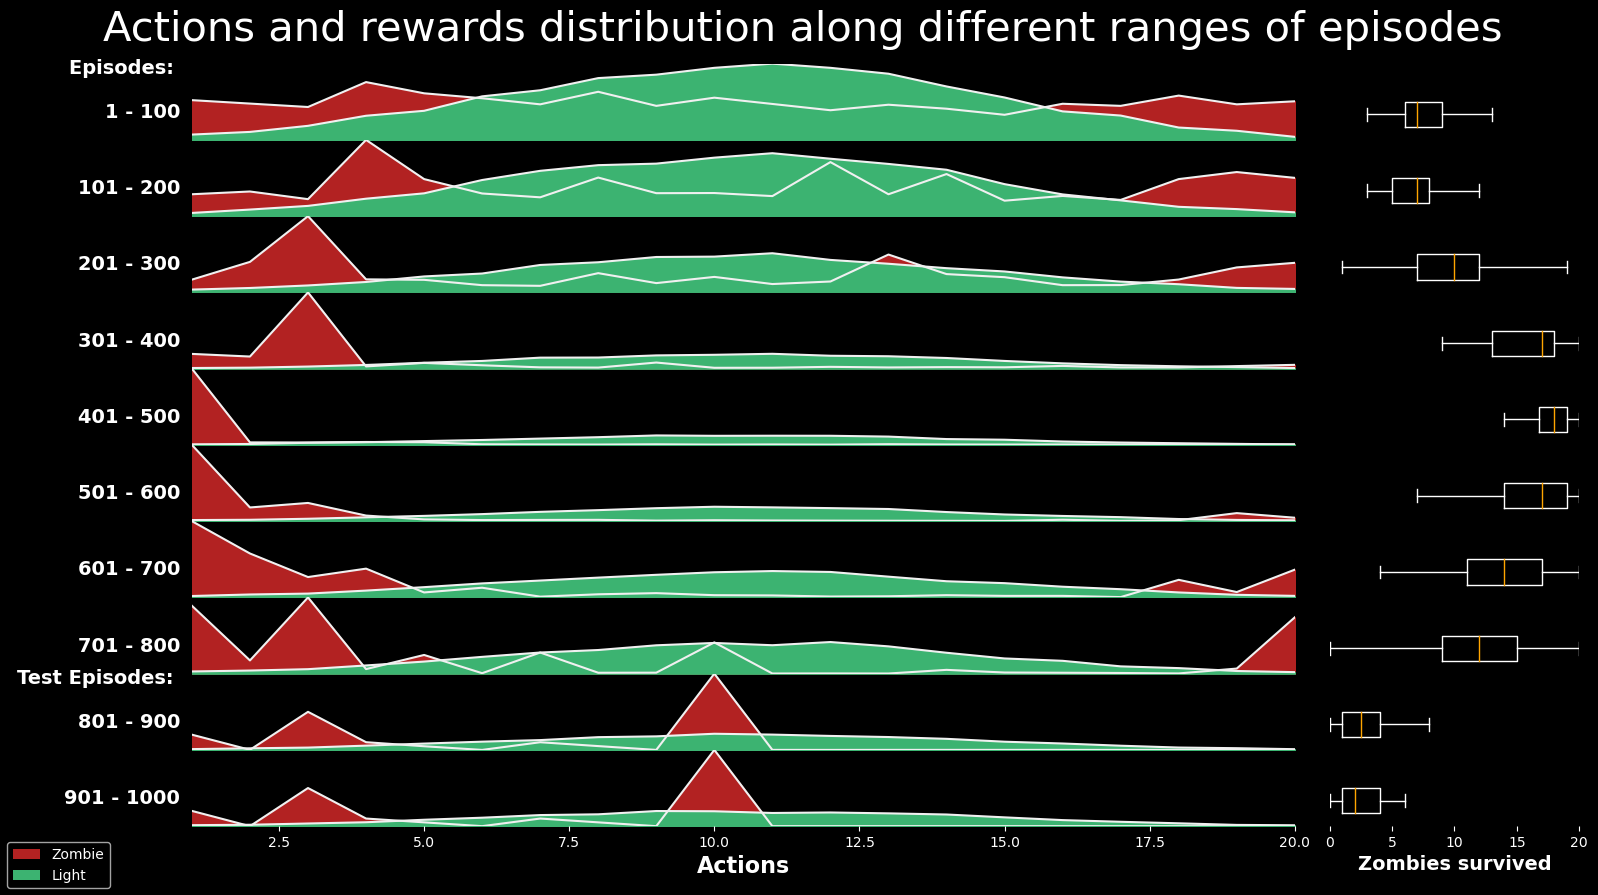 Actions and rewards distribution along different ranges of episodes
Episodes:
1 - 100
101 - 200
201 - 300
301 - 400
401 - 500
501 - 600
601 - 700
701 - 800
Test Episodes:
801 - 900
901 - 1000
2.5 5.0 7.5 10.0 12.5 15.0 17.5 20.0
0 5 10 15 20
Actions
Zombies survived
Zombie
Light